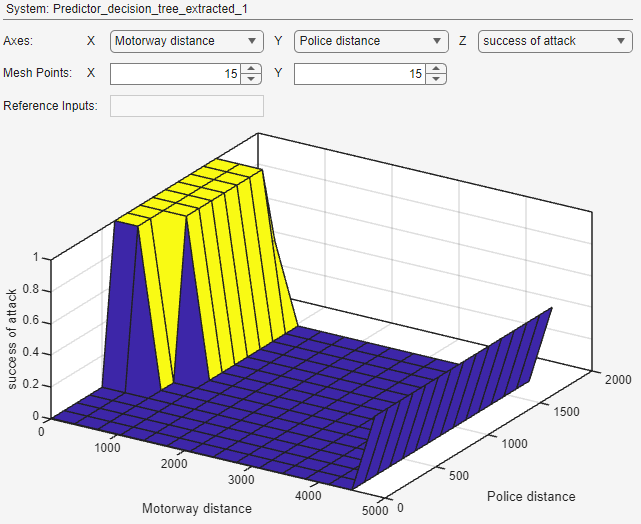 System: Predictor_decision_tree_extracted_1
Axes: X Motorway distance Y Police distance Z success of attack
Mesh Points: X 15 Y 15
Reference Inputs:
1
0.8
0.6
0.4
0.2
0
success of attack
0
1000
2000
3000
4000
5000
Motorway distance
0
500
1000
1500
2000
Police distance